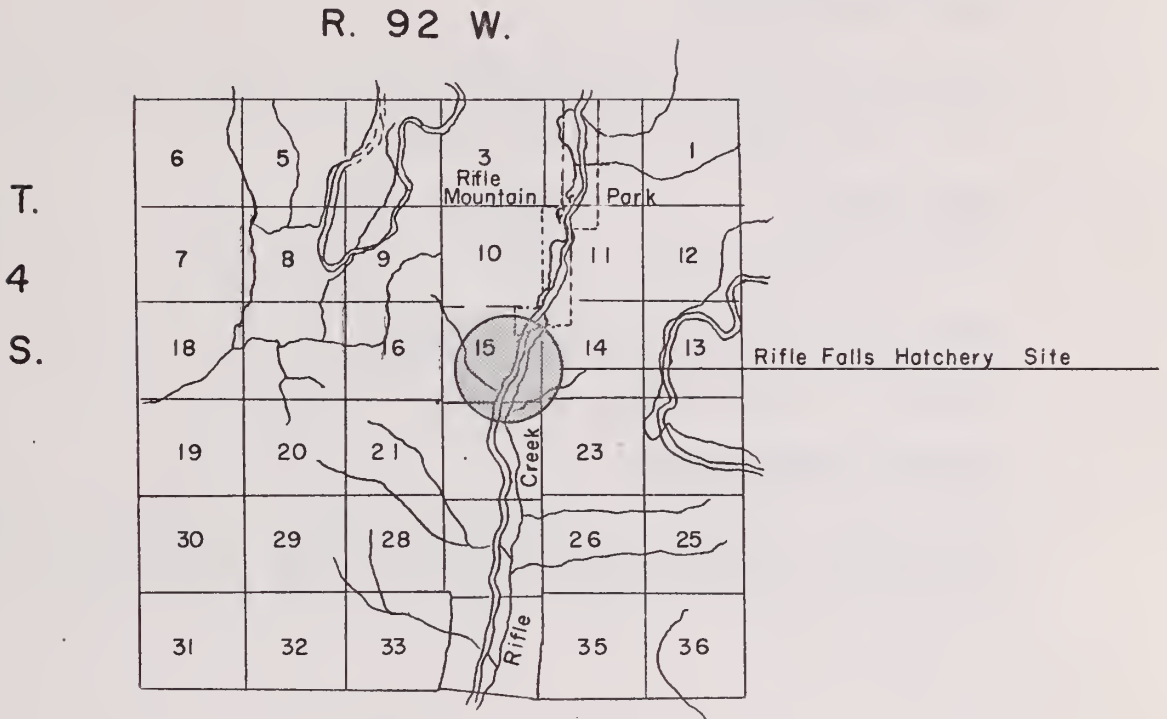 R. 92 W.
T.
4
S.
6 5 3 1
Rifle
Mountain Park
7 8 9 10 11 12
18 16 15 14 13
Rifle Falls Hatchery Site
19 20 21 23
Creek
30 29 28 26 25
31 32 33 35 36
Rifle